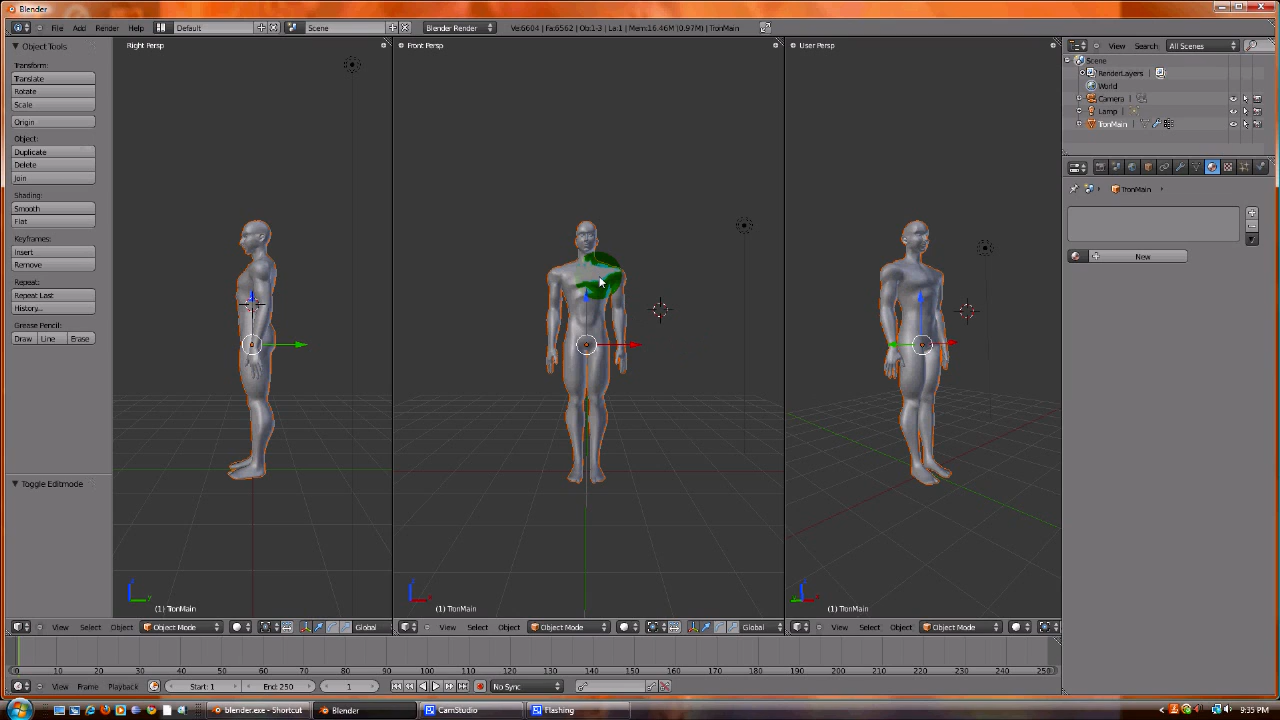 Blender
File Add Render Help Default Scene Blender Render Ve:6604 | Fa:6562 | Ob:1-3 | La:1 | Mem:16.46M (0.97M) | TronMain
Object Tools
Transform:
Translate
Rotate
Scale
Origin
Object:
Duplicate
Delete
Join
Shading:
Smooth
Flat
Keyframes:
Insert
Remove
Repeat:
Repeat Last
History...
Grease Pencil:
Draw Line Erase
Toggle Editmode
Right Persp
(1) TronMain
View Select Object Object Mode Global
Front Persp
(1) TronMain
View Select Object Object Mode Global
User Persp
(1) TronMain
View Select Object Object Mode
View Search: All Scenes
Scene
RenderLayers |
World
Camera |
Lamp |
TronMain |
TronMain
New
0 10 20 30 40 50 60 70 80 90 100 110 120 130 140 150 160 170 180 190 200 210 220 230 240 250
View Frame Playback Start: 1 End: 250 1 No Sync
blender.exe - Shortcut Blender CamStudio Flashing 9:35 PM